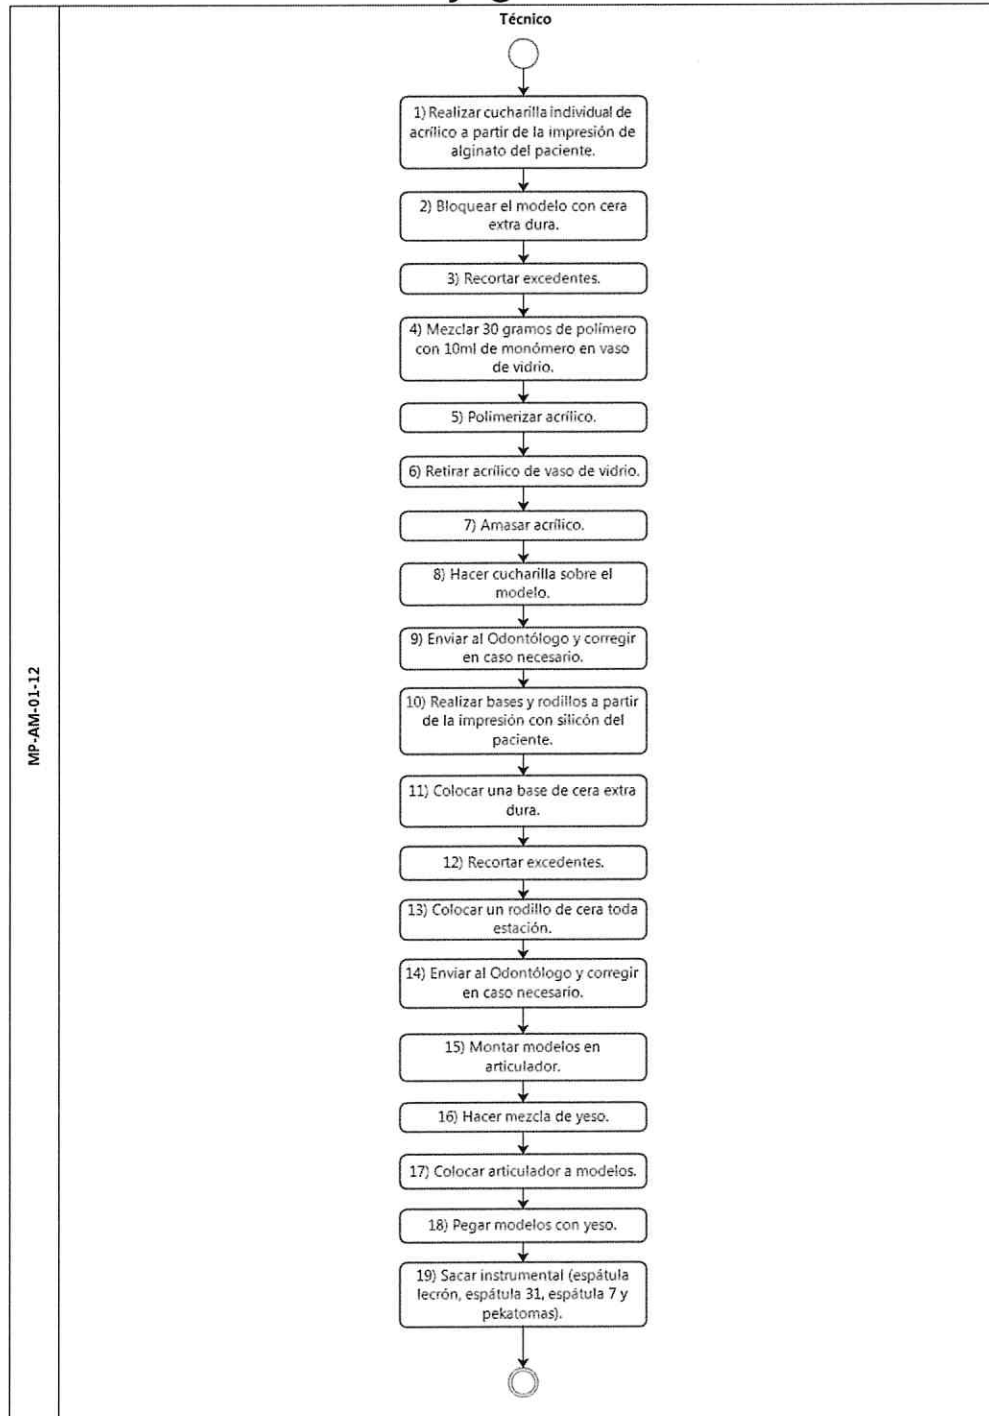 Técnico
1) Realizar cucharilla individual de
acrílico a partir de la impresión de
alginato del paciente.
2) Bloquear el modelo con cera
extra dura.
3) Recortar excedentes.
4) Mezclar 30 gramos de polímero
con 10ml de monómero en vaso
de vidrio.
5) Polimerizar acrílico.
6) Retirar acrílico de vaso de vidrio.
7) Amasar acrílico.
8) Hacer cucharilla sobre el
modelo.
9) Enviar al Odontólogo y corregir
en caso necesario.
10) Realizar bases y rodillos a partir
de la impresión con silicón del
paciente.
11) Colocar una base de cera extra
dura.
12) Recortar excedentes.
13) Colocar un rodillo de cera toda
estación.
14) Enviar al Odontólogo y corregir
en caso necesario.
15) Montar modelos en
articulador.
16) Hacer mezcla de yeso.
17) Colocar articulador a modelos.
18) Pegar modelos con yeso.
19) Sacar instrumental (espátula
lecrón, espátula 31, espátula 7 y
pekatomas).
MP-AM-01-12